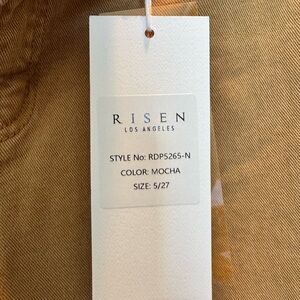 RISEN
LOS ANGELES
STYLE No: RDP5265-N
COLOR: MOCHA
SIZE: 5/27